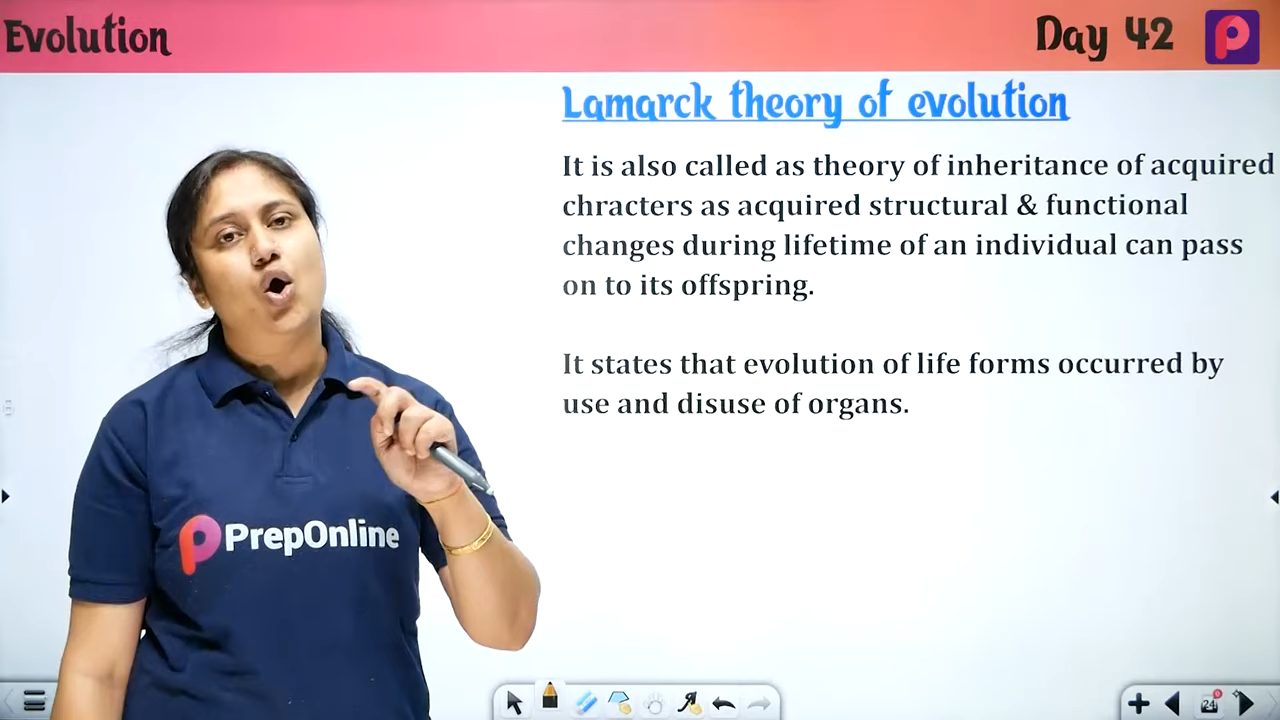 Evolution
Day 42
Lamarck theory of evolution
It is also called as theory of inheritance of acquired
chracters as acquired structural & functional
changes during lifetime of an individual can pass
on to its offspring.
It states that evolution of life forms occurred by
use and disuse of organs.
PrepOnline
24